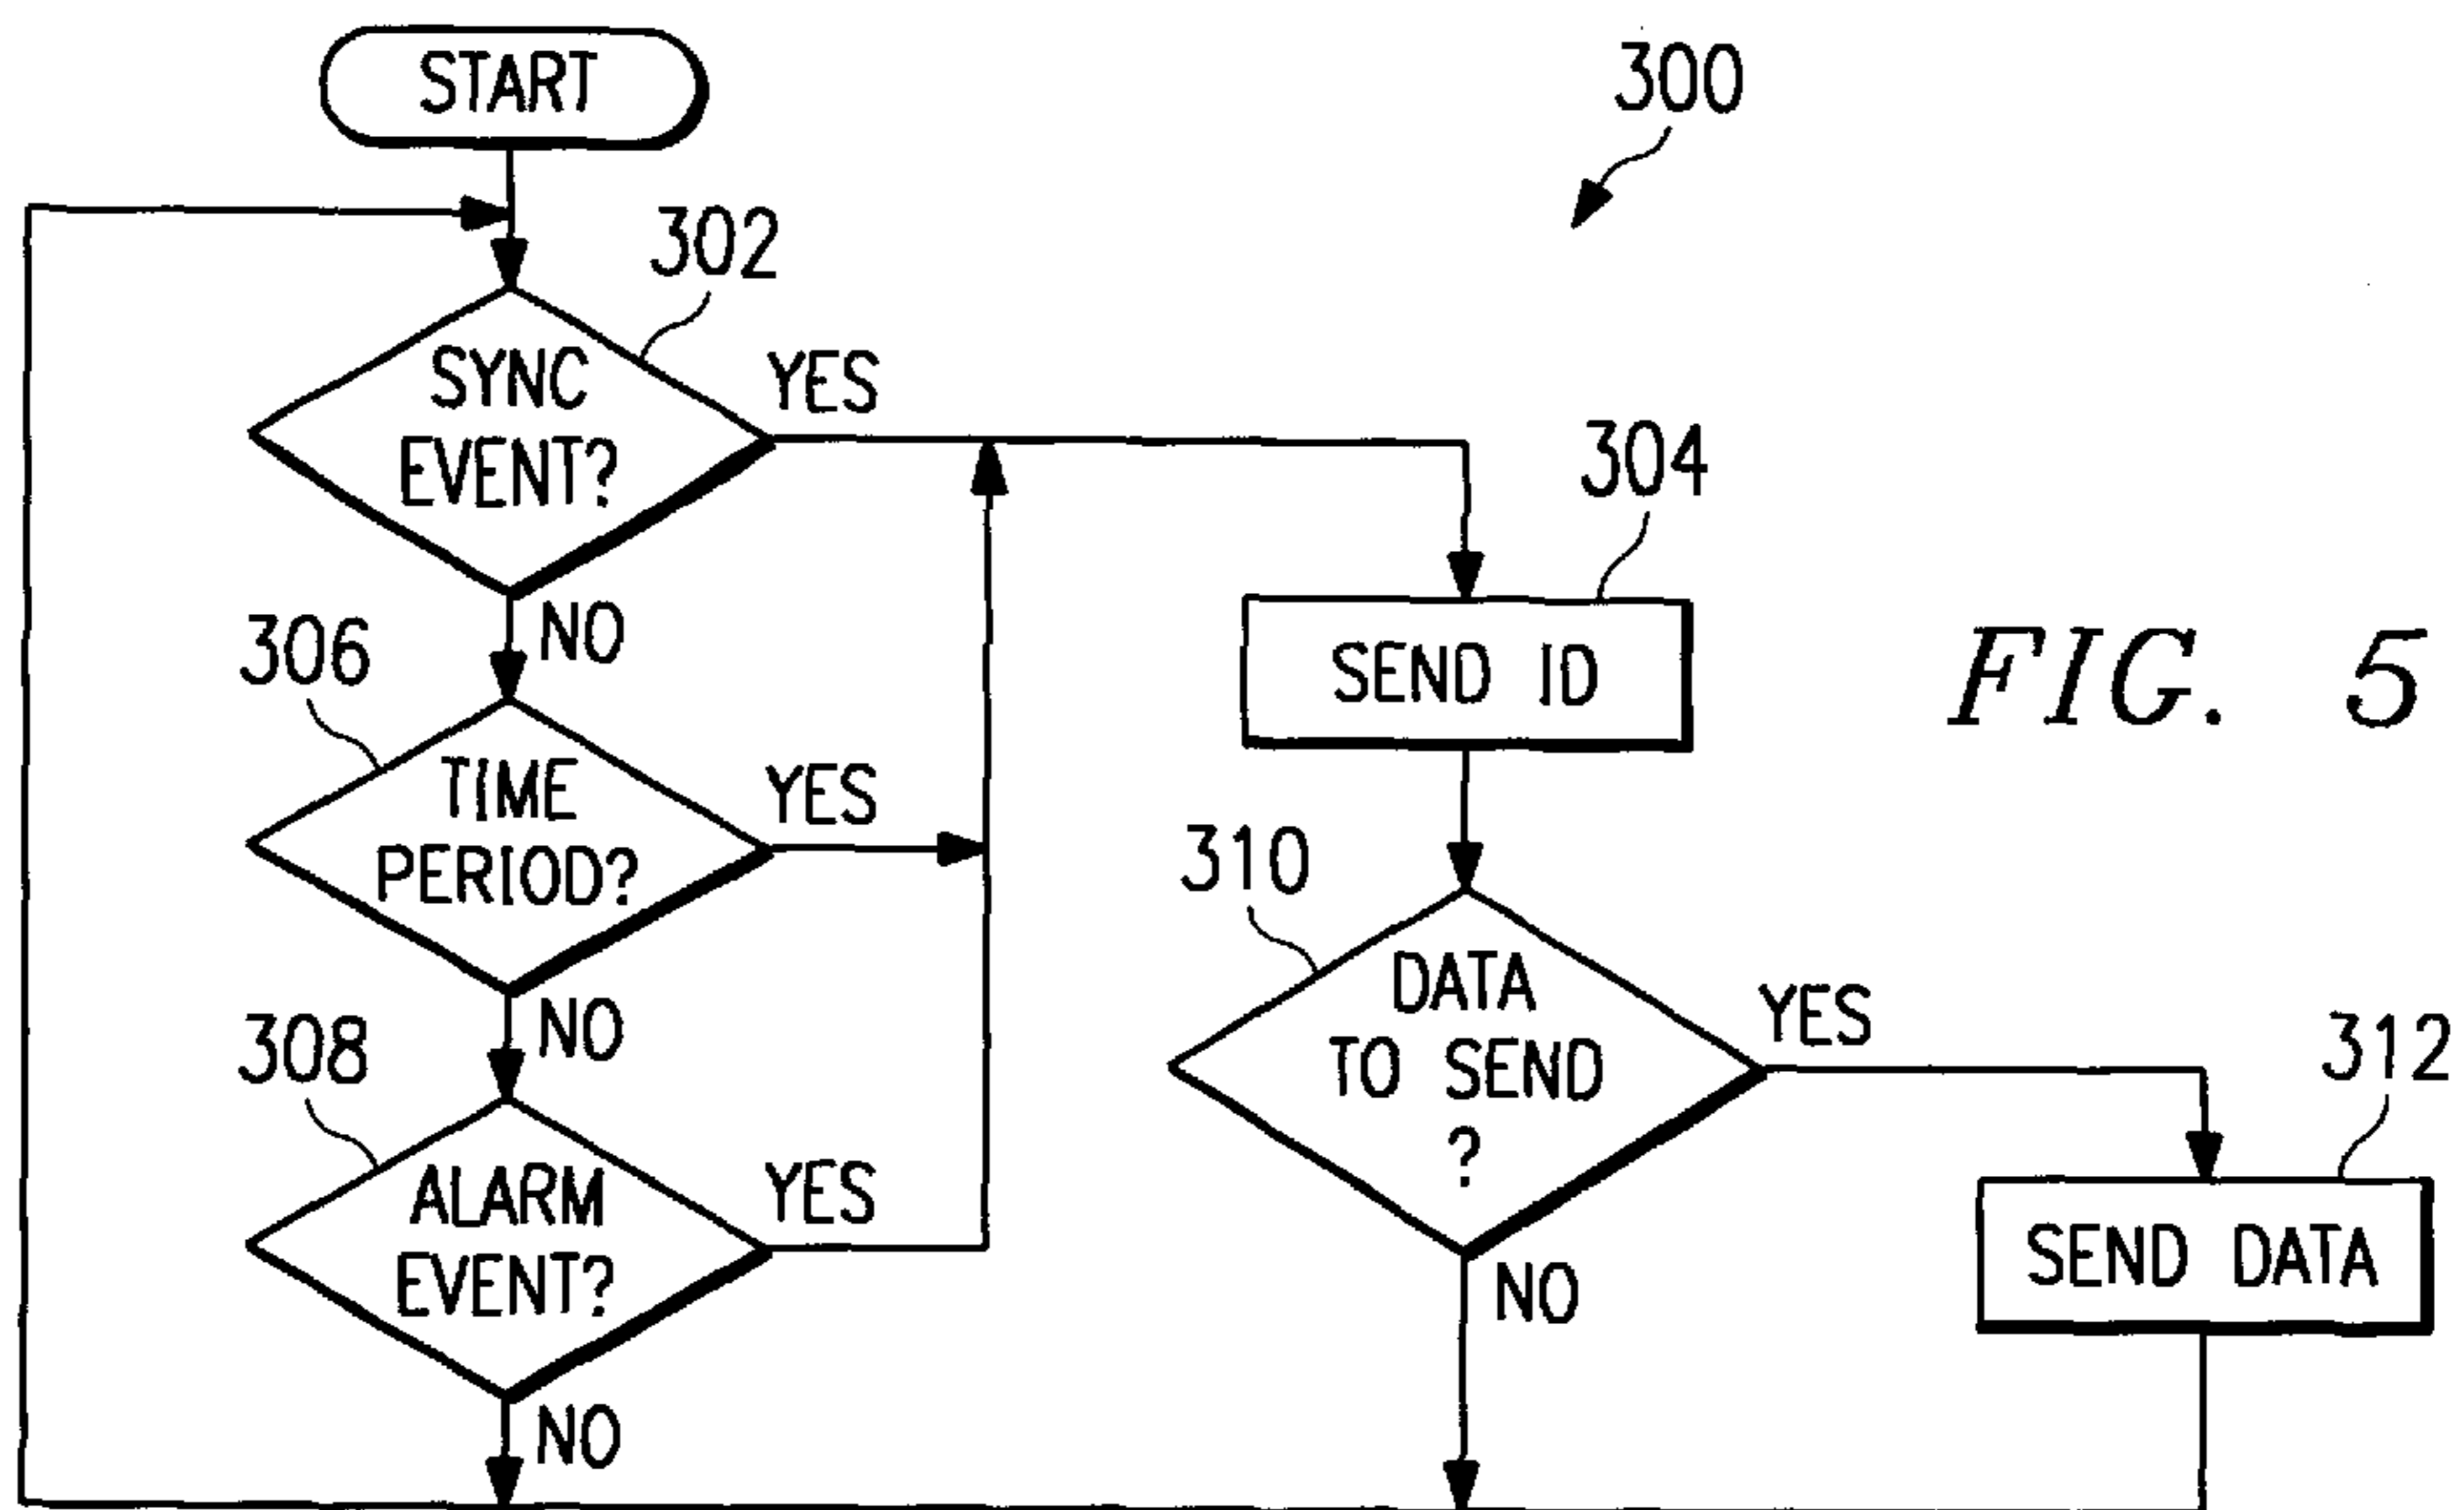 START
300
302
SYNC
EVENT?
YES
304
NO
306
SEND ID
FIG. 5
TIME
PERIOD?
YES
310
NO
308
DATA
TO SEND
?
YES
312
ALARM
EVENT?
YES
SEND DATA
NO
NO